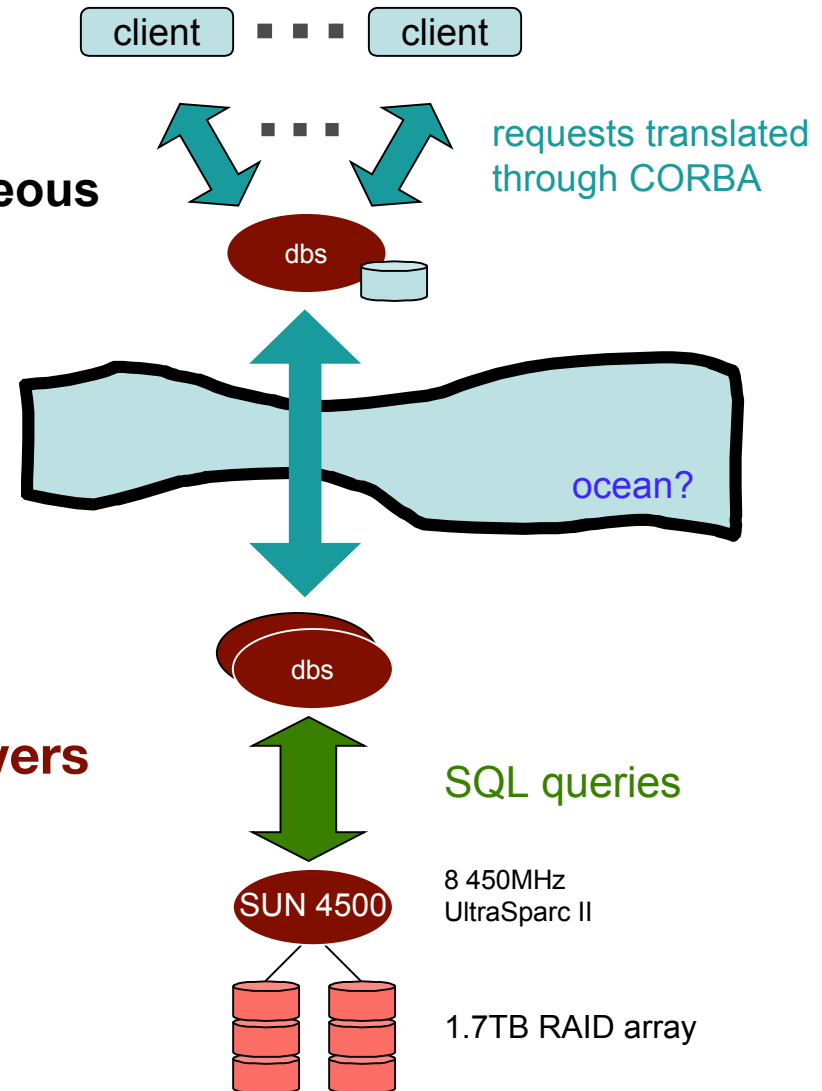 client
client
requests translated
through CORBA
eous
dbs
ocean?
dbs
vers
SQL queries
8 450MHz
UltraSparc II
SUN 4500
1.7TB RAID array